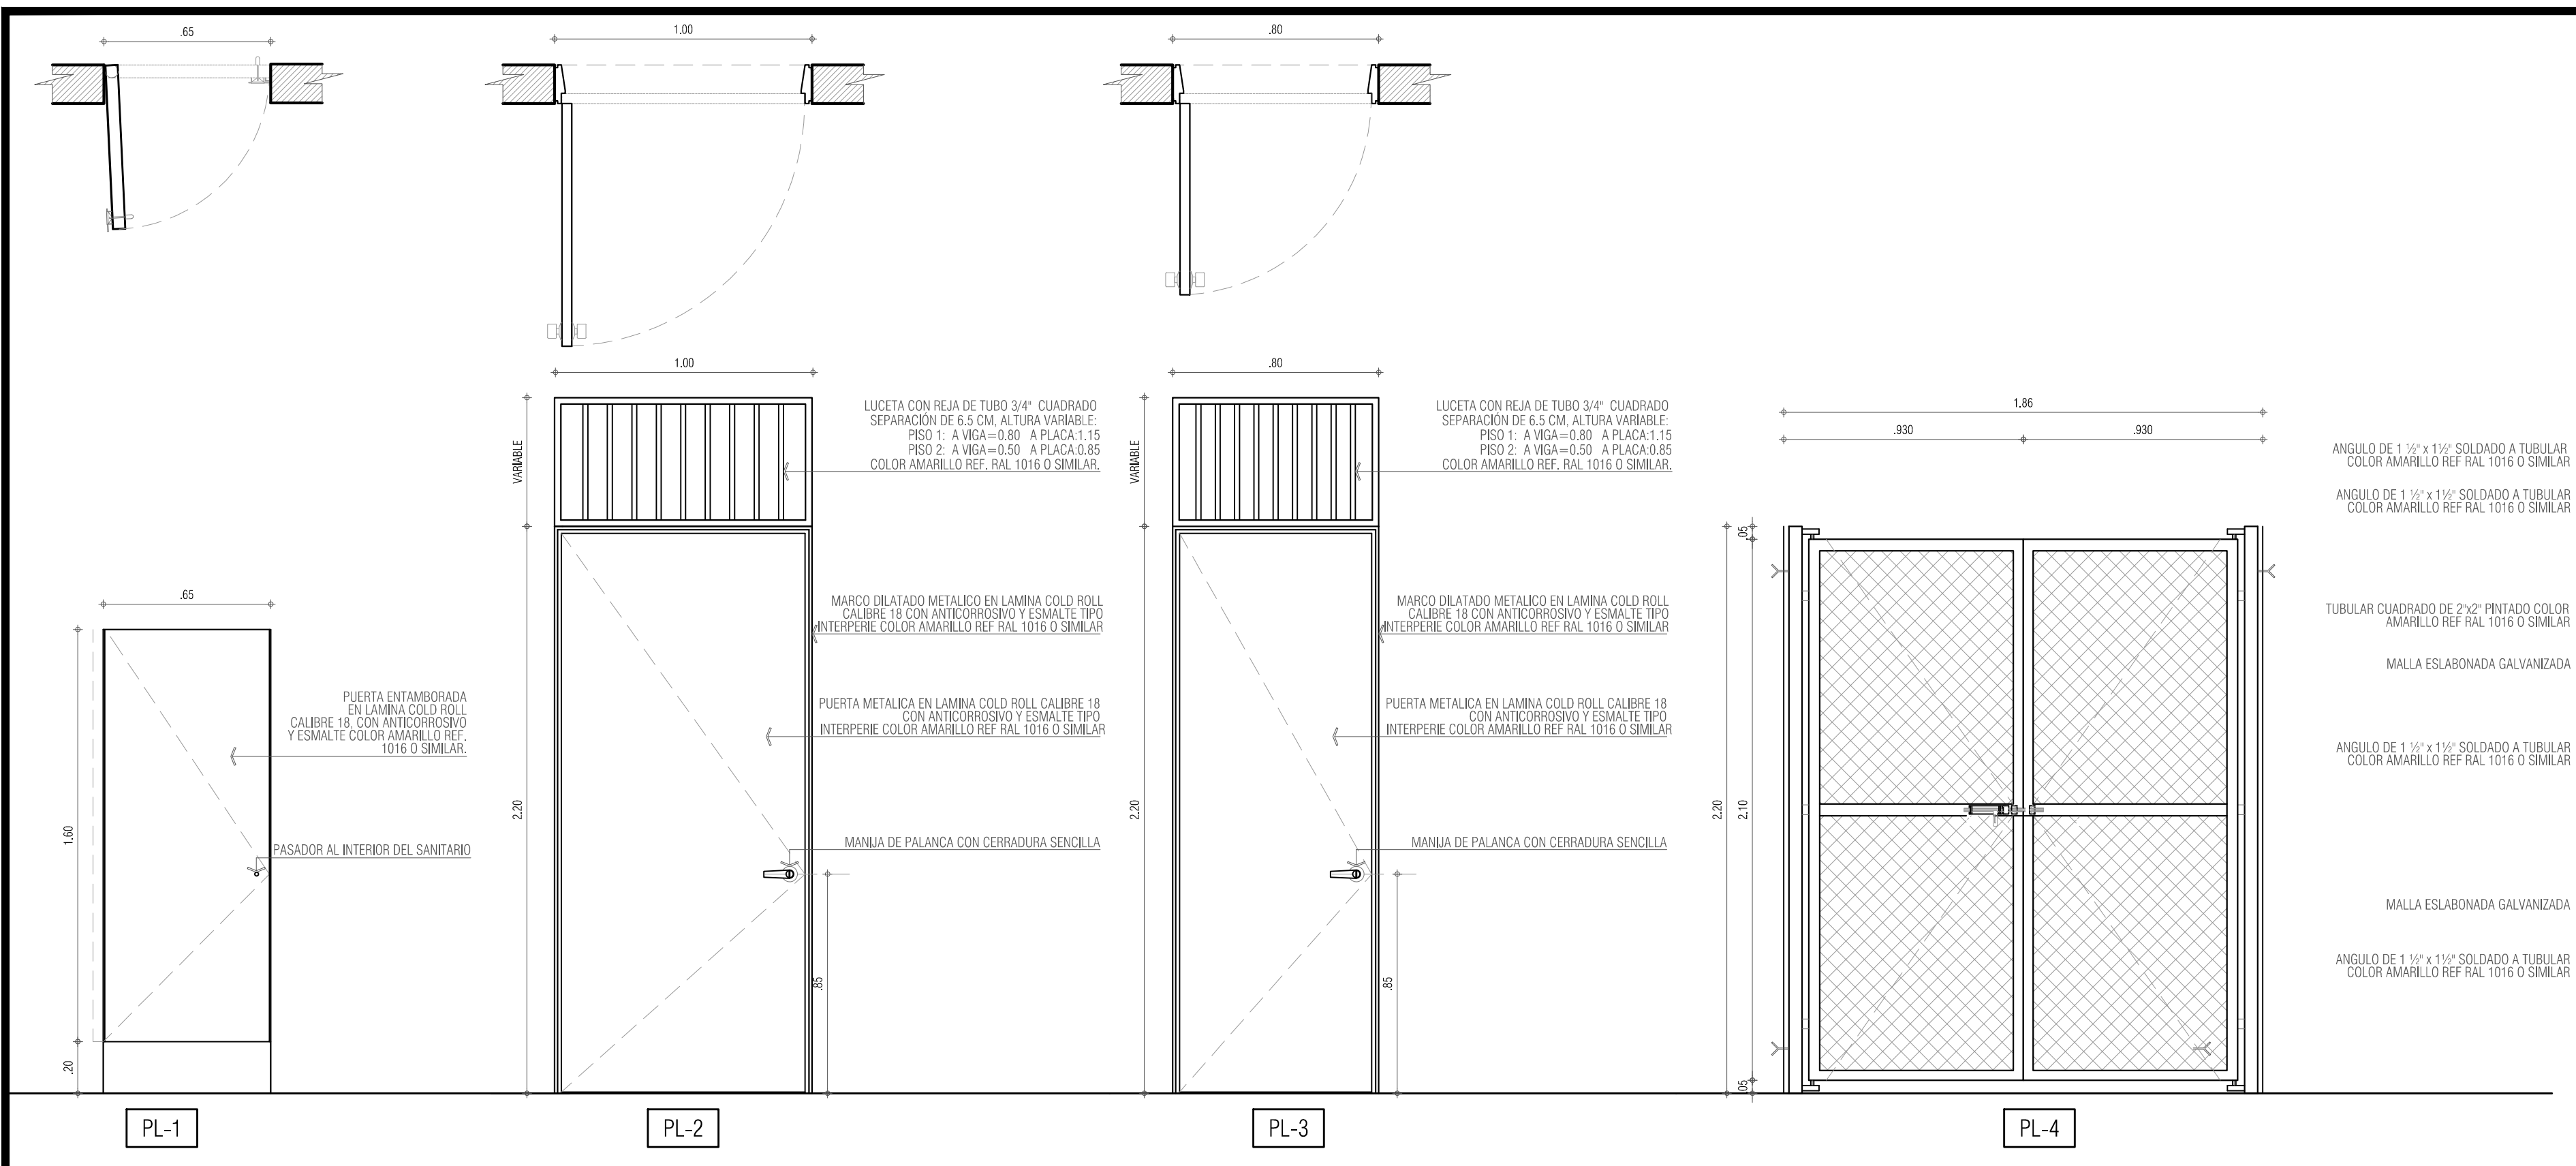 .65
1.00
.80
1.00
.80
LUCETA CON REJA DE TUBO 3/4" CUADRADO
SEPARACIÓN DE 6.5 CM, ALTURA VARIABLE:
PISO 1: A VIGA=0.80 A PLACA:1.15
PISO 2: A VIGA=0.50 A PLACA:0.85
COLOR AMARILLO REF. RAL 1016 O SIMILAR.
VARIABLE
LUCETA CON REJA DE TUBO 3/4" CUADRADO
SEPARACIÓN DE 6.5 CM, ALTURA VARIABLE:
PISO 1: A VIGA=0.80 A PLACA:1.15
PISO 2: A VIGA=0.50 A PLACA:0.85
COLOR AMARILLO REF. RAL 1016 O SIMILAR.
VARIABLE
1.86
.930
.930
ANGULO DE 1 ½" x 1½" SOLDADO A TUBULAR
COLOR AMARILLO REF RAL 1016 O SIMILAR
ANGULO DE 1 ½" x 1½" SOLDADO A TUBULAR
COLOR AMARILLO REF RAL 1016 O SIMILAR
.05
.65
MARCO DILATADO METALICO EN LAMINA COLD ROLL
CALIBRE 18 CON ANTICORROSIVO Y ESMALTE TIPO
INTERPERIE COLOR AMARILLO REF RAL 1016 O SIMILAR
MARCO DILATADO METALICO EN LAMINA COLD ROLL
CALIBRE 18 CON ANTICORROSIVO Y ESMALTE TIPO
INTERPERIE COLOR AMARILLO REF RAL 1016 O SIMILAR
TUBULAR CUADRADO DE 2"x2" PINTADO COLOR
AMARILLO REF RAL 1016 O SIMILAR
MALLA ESLABONADA GALVANIZADA
PUERTA ENTAMBORADA
EN LAMINA COLD ROLL
CALIBRE 18, CON ANTICORROSIVO
Y ESMALTE COLOR AMARILLO REF.
1016 O SIMILAR.
PUERTA METALICA EN LAMINA COLD ROLL CALIBRE 18
CON ANTICORROSIVO Y ESMALTE TIPO
INTERPERIE COLOR AMARILLO REF RAL 1016 O SIMILAR
PUERTA METALICA EN LAMINA COLD ROLL CALIBRE 18
CON ANTICORROSIVO Y ESMALTE TIPO
INTERPERIE COLOR AMARILLO REF RAL 1016 O SIMILAR
ANGULO DE 1 ½" x 1½" SOLDADO A TUBULAR
COLOR AMARILLO REF RAL 1016 O SIMILAR
1.60
2.20
2.20
2.20
2.10
PASADOR AL INTERIOR DEL SANITARIO
MANIJA DE PALANCA CON CERRADURA SENCILLA
MANIJA DE PALANCA CON CERRADURA SENCILLA
MALLA ESLABONADA GALVANIZADA
ANGULO DE 1 ½" x 1½" SOLDADO A TUBULAR
COLOR AMARILLO REF RAL 1016 O SIMILAR
.85
.85
.20
.05
PL-1
PL-2
PL-3
PL-4